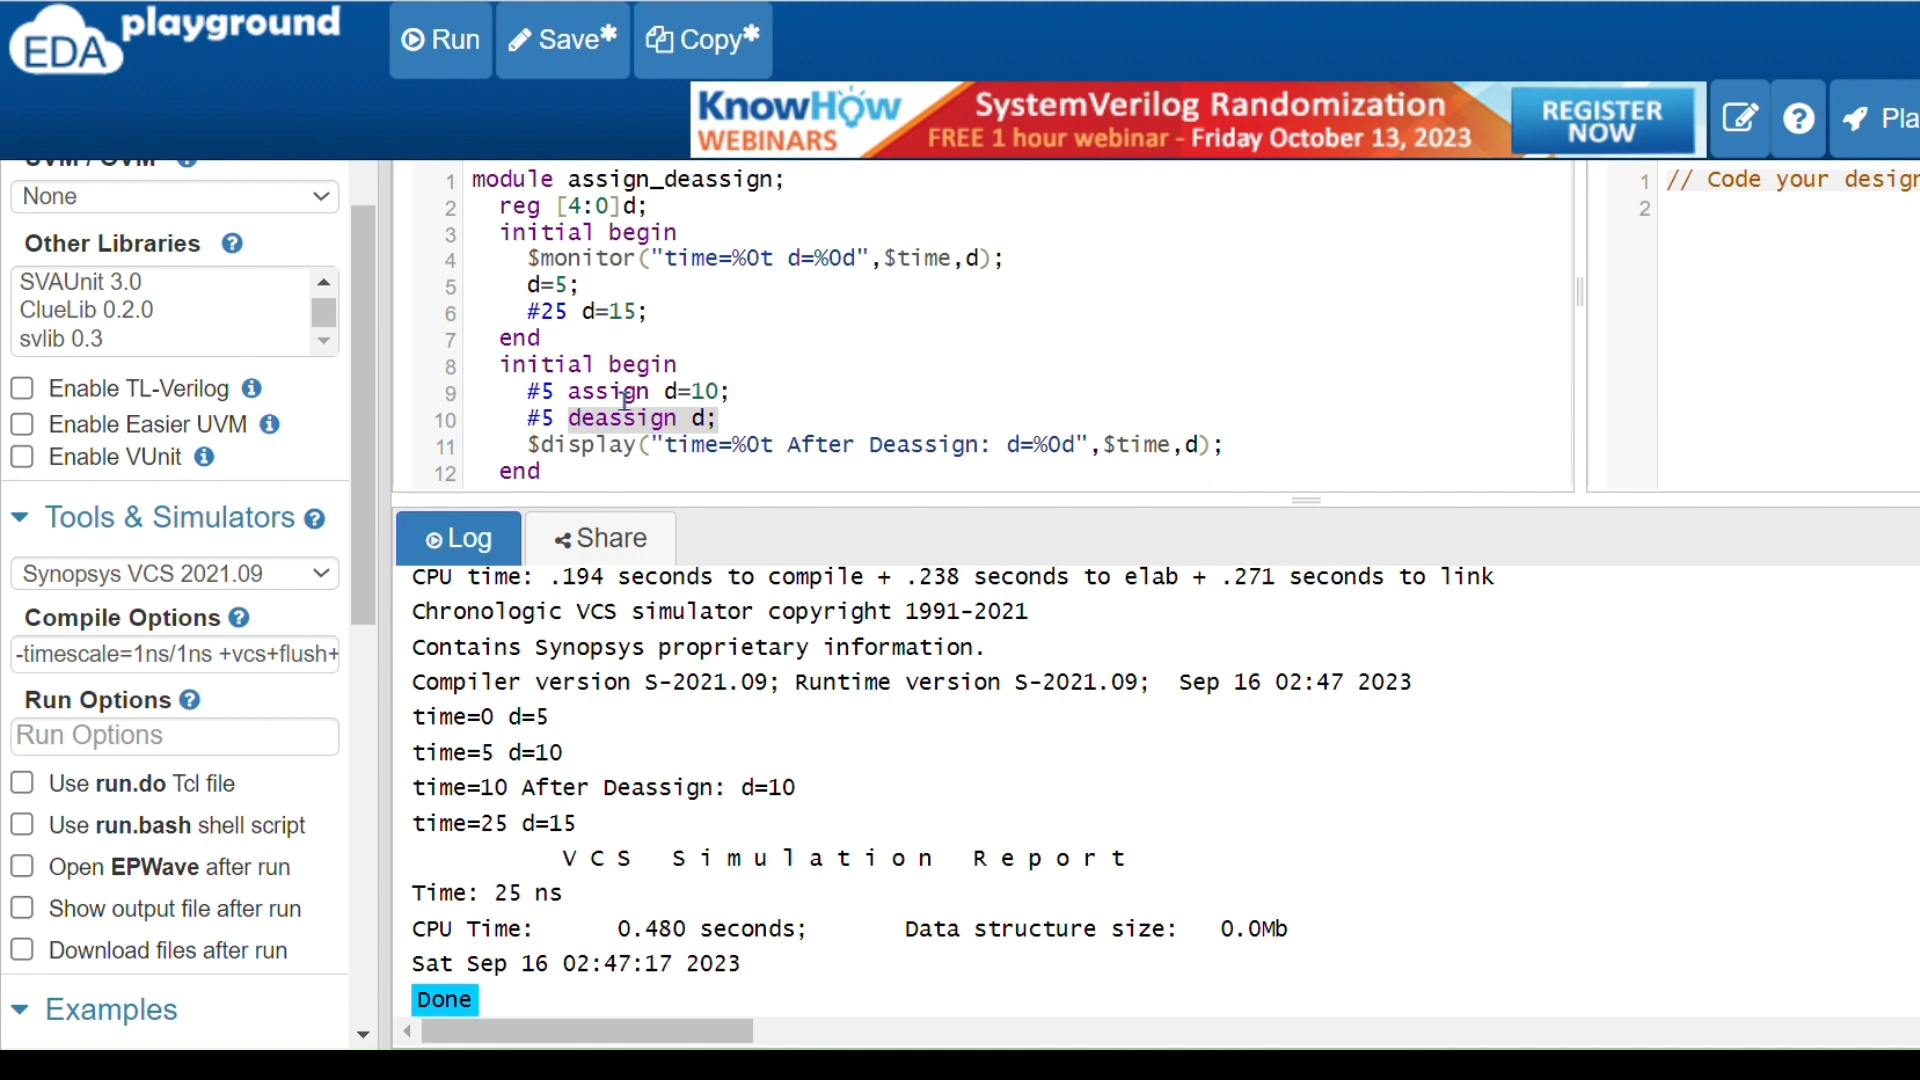 EDA playground
Run
Save*
Copy*
KnowHow
WEBINARS
SystemVerilog Randomization
FREE 1 hour webinar - Friday October 13, 2023
REGISTER
NOW
Pla
UVM / OVM
None
Other Libraries
SVAUnit 3.0
ClueLib 0.2.0
svlib 0.3
Enable TL-Verilog
Enable Easier UVM
Enable VUnit
Tools & Simulators
Synopsys VCS 2021.09
Compile Options
-timescale=1ns/1ns +vcs+flush+
Run Options
Run Options
Use run.do Tcl file
Use run.bash shell script
Open EPWave after run
Show output file after run
Download files after run
Examples
1 module assign_deassign;
2 reg [4:0]d;
3 initial begin
4 $monitor("time=%0t d=%0d",$time,d);
5 d=5;
6 #25 d=15;
7 end
8 initial begin
9 #5 assign d=10;
10 #5 deassign d;
11 $display("time=%0t After Deassign: d=%0d",$time,d);
12 end
1 // Code your design
2
Log
Share
CPU time: .194 seconds to compile + .238 seconds to elab + .271 seconds to link
Chronologic VCS simulator copyright 1991-2021
Contains Synopsys proprietary information.
Compiler version S-2021.09; Runtime version S-2021.09;  Sep 16 02:47 2023
time=0 d=5
time=5 d=10
time=10 After Deassign: d=10
time=25 d=15
V C S   S i m u l a t i o n   R e p o r t
Time: 25 ns
CPU Time:      0.480 seconds;       Data structure size:   0.0Mb
Sat Sep 16 02:47:17 2023
Done